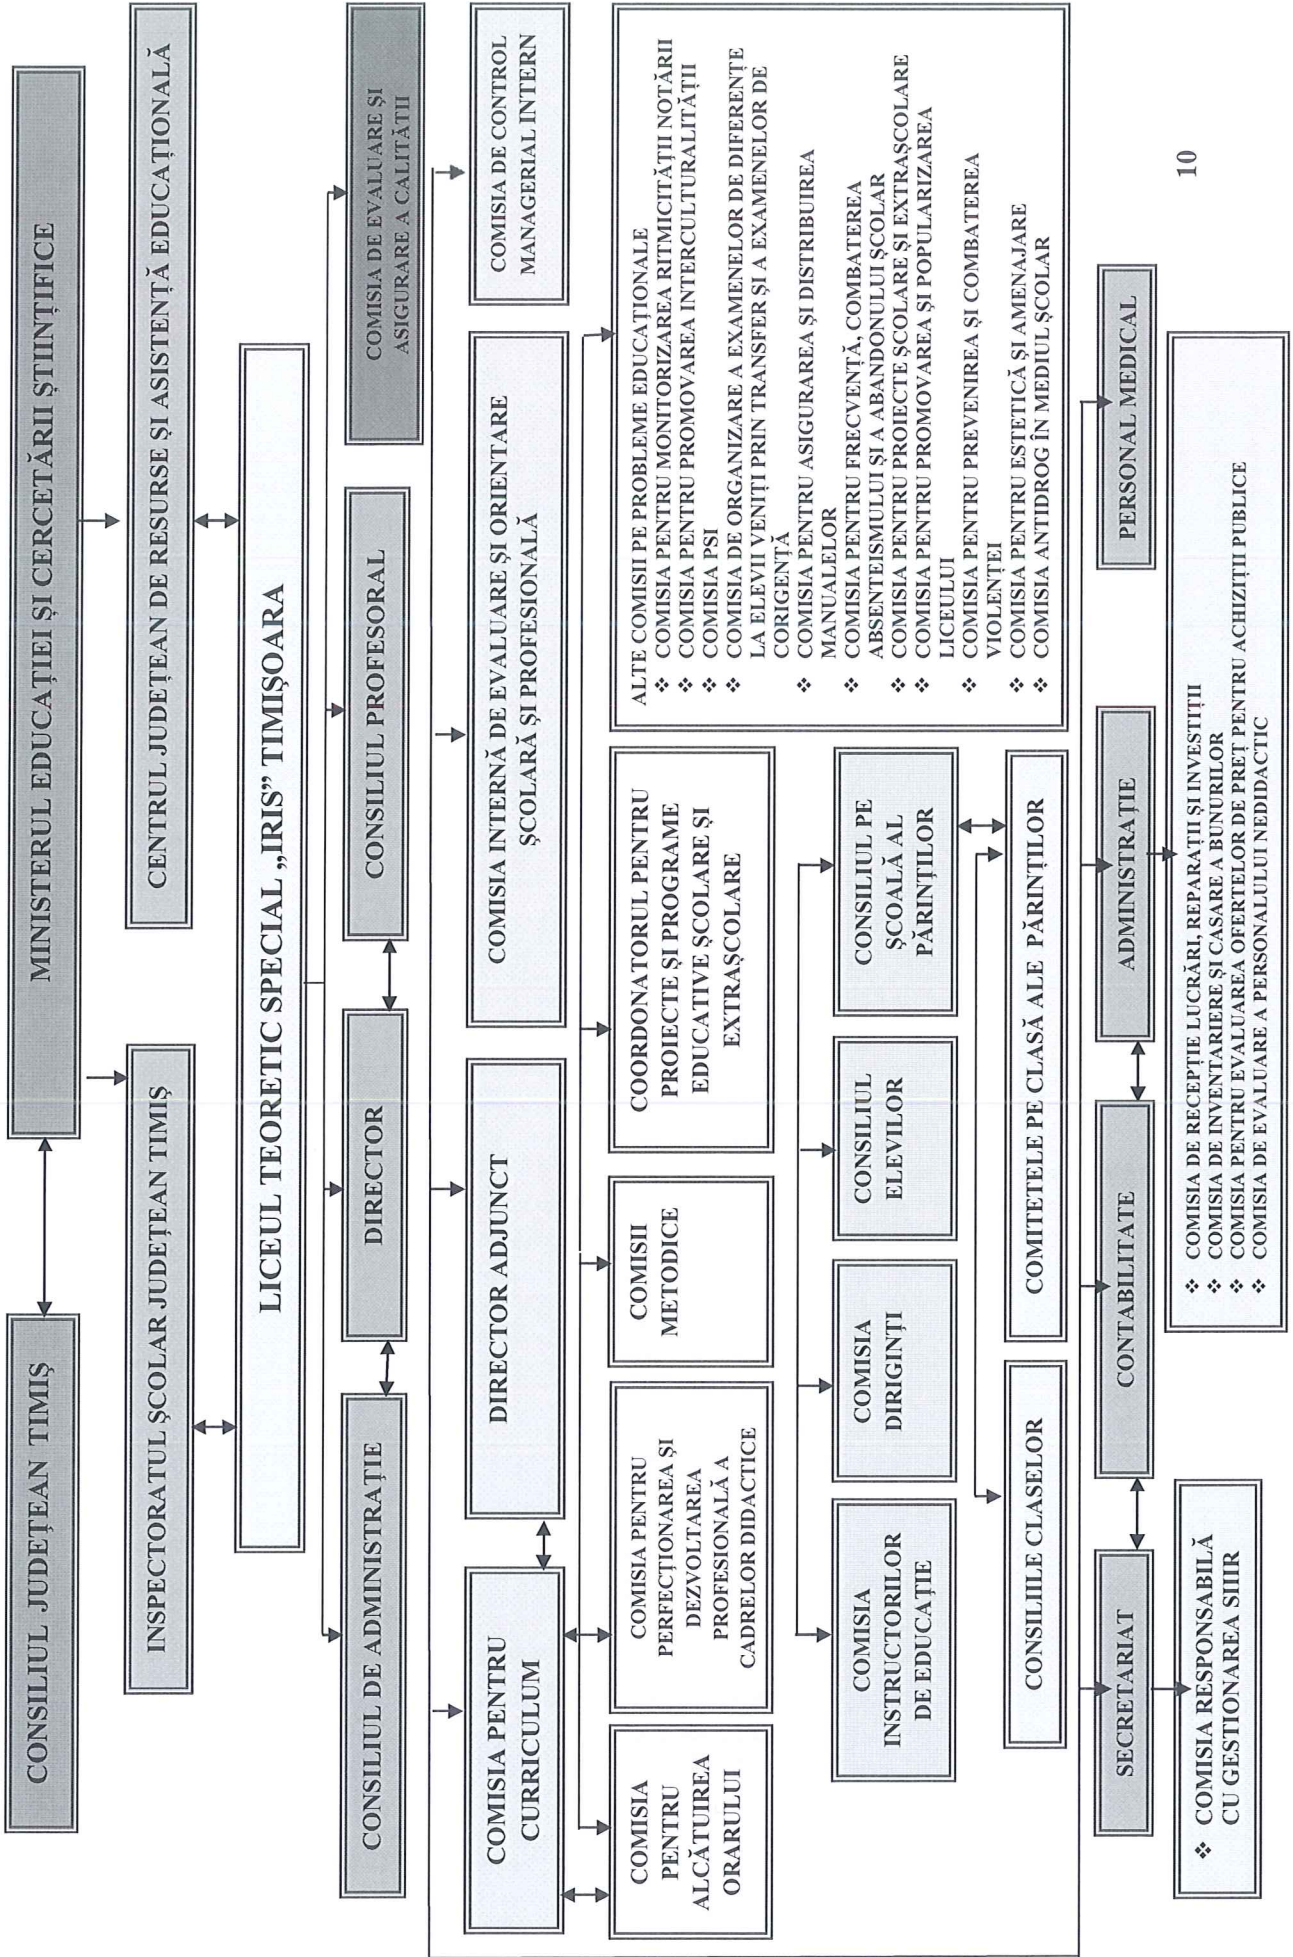 CONSILIUL JUDEȚEAN TIMIȘ
MINISTERUL EDUCAȚIEI ȘI CERCETĂRII ȘTIINȚIFICE
INSPECTORATUL ȘCOLAR JUDEȚEAN TIMIȘ
CENTRUL JUDEȚEAN DE RESURSE ȘI ASISTENȚĂ EDUCAȚIONALĂ
LICEUL TEORETIC SPECIAL „IRIS” TIMIȘOARA
CONSILIUL DE ADMINISTRAȚIE
DIRECTOR
CONSILIUL PROFESORAL
COMISIA DE EVALUARE ȘI
ASIGURARE A CALITĂȚII
COMISIA PENTRU
CURRICULUM
DIRECTOR ADJUNCT
COMISIA INTERNĂ DE EVALUARE ȘI ORIENTARE
ȘCOLARĂ ȘI PROFESIONALĂ
COMISIA DE CONTROL
MANAGERIAL INTERN
COMISIA
PENTRU
ALCĂTUIREA
ORARULUI
COMISIA PENTRU
PERFECȚIONAREA ȘI
DEZVOLTAREA
PROFESIONALĂ A
CADRELOR DIDACTICE
COMISII
METODICE
COORDONATORUL PENTRU
PROIECTE ȘI PROGRAME
EDUCATIVE ȘCOLARE ȘI
EXTRAȘCOLARE
ALTE COMISII PE PROBLEME EDUCAȚIONALE
❖ COMISIA PENTRU MONITORIZAREA RITMICITĂȚII NOTĂRII
❖ COMISIA PENTRU PROMOVAREA INTERCULTURALITĂȚII
❖ COMISIA PSI
❖ COMISIA DE ORGANIZARE A EXAMENELOR DE DIFERENȚE
LA ELEVII VENIȚI PRIN TRANSFER ȘI A EXAMENELOR DE
CORIGENȚĂ
❖ COMISIA PENTRU ASIGURAREA ȘI DISTRIBUIREA
MANUALELOR
❖ COMISIA PENTRU FRECVENȚĂ, COMBATEREA
ABSENTEISMULUI ȘI A ABANDONULUI ȘCOLAR
❖ COMISIA PENTRU PROIECTE ȘCOLARE ȘI EXTRAȘCOLARE
❖ COMISIA PENTRU PROMOVAREA ȘI POPULARIZAREA
LICEULUI
❖ COMISIA PENTRU PREVENIREA ȘI COMBATEREA
VIOLENȚEI
❖ COMISIA PENTRU ESTETICĂ ȘI AMENAJARE
❖ COMISIA ANTIDROG ÎN MEDIUL ȘCOLAR
COMISIA
INSTRUCTORILOR
DE EDUCAȚIE
COMISIA
DIRIGINȚI
CONSILIUL
ELEVILOR
CONSILIUL PE
ȘCOALĂ AL
PĂRINȚILOR
CONSILIILE CLASELOR
COMITETELE PE CLASĂ ALE PĂRINȚILOR
SECRETARIAT
CONTABILITATE
ADMINISTRAȚIE
PERSONAL MEDICAL
❖ COMISIA RESPONSABILĂ
CU GESTIONAREA SIIIR
❖ COMISIA DE RECEPȚIE LUCRĂRI, REPARAȚII ȘI INVESTIȚII
❖ COMISIA DE INVENTARIERE ȘI CASARE A BUNURILOR
❖ COMISIA PENTRU EVALUAREA OFERTELOR DE PREȚ PENTRU ACHIZIȚII PUBLICE
❖ COMISIA DE EVALUARE A PERSONALULUI NEDIDACTIC
10